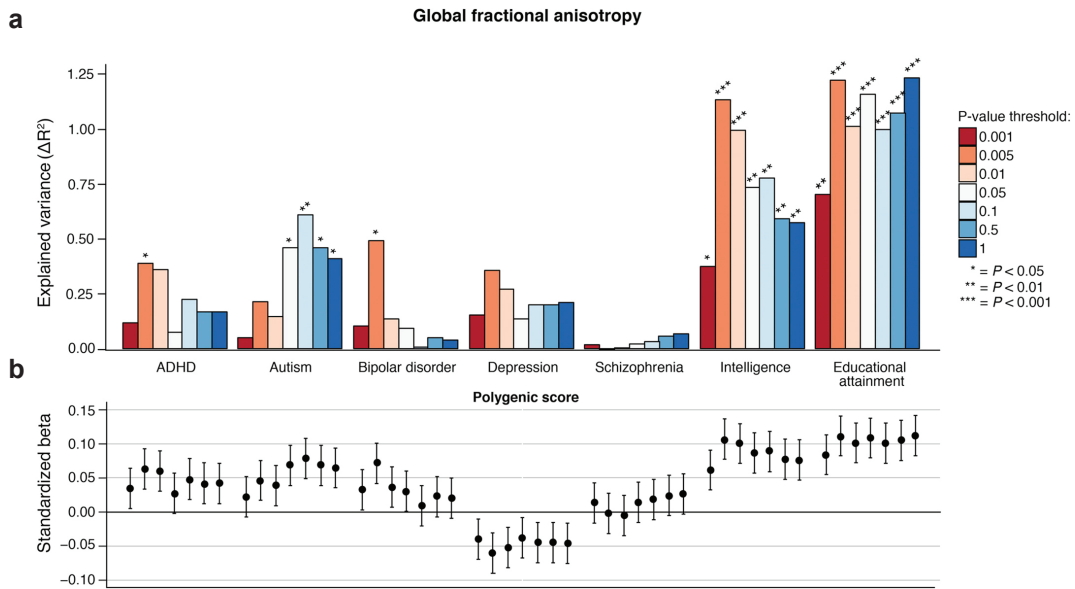 a
Global fractional anisotropy
Explained variance (ΔR²)
1.25
1.00
0.75
0.50
0.25
0.00
* * *
* * * ** * *
* ** * * * *
* *** *** ** ** ** **
** *** *** *** *** *** ***
P-value threshold:
0.001
0.005
0.01
0.05
0.1
0.5
1
* = P < 0.05
** = P < 0.01
*** = P < 0.001
ADHD
Autism
Bipolar disorder
Depression
Schizophrenia
Intelligence
Educational
attainment
b
Polygenic score
Standardized beta
0.15
0.10
0.05
0.00
−0.05
−0.10